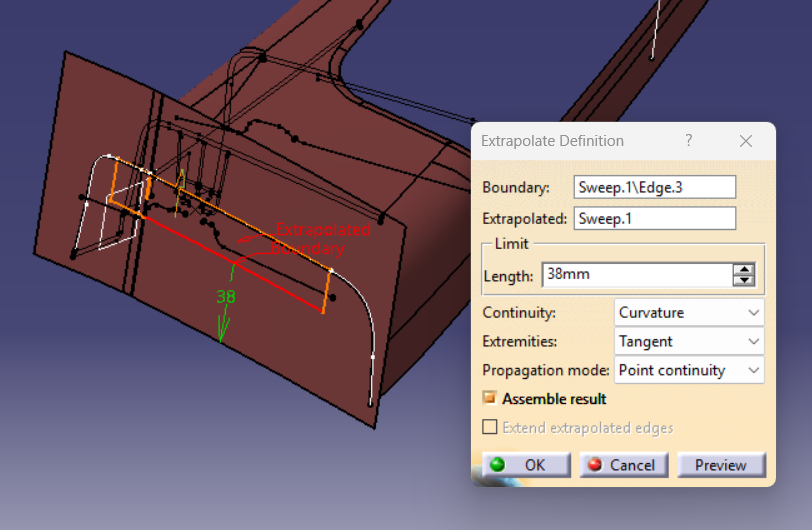 Extrapolate Definition ?
Boundary: Sweep.1\Edge.3
Extrapolated: Sweep.1
Limit
Length: 38mm
Continuity: Curvature
Extremities: Tangent
Propagation mode: Point continuity
Assemble result
Extend extrapolated edges
OK Cancel Preview
Extrapolated
Boundary
38